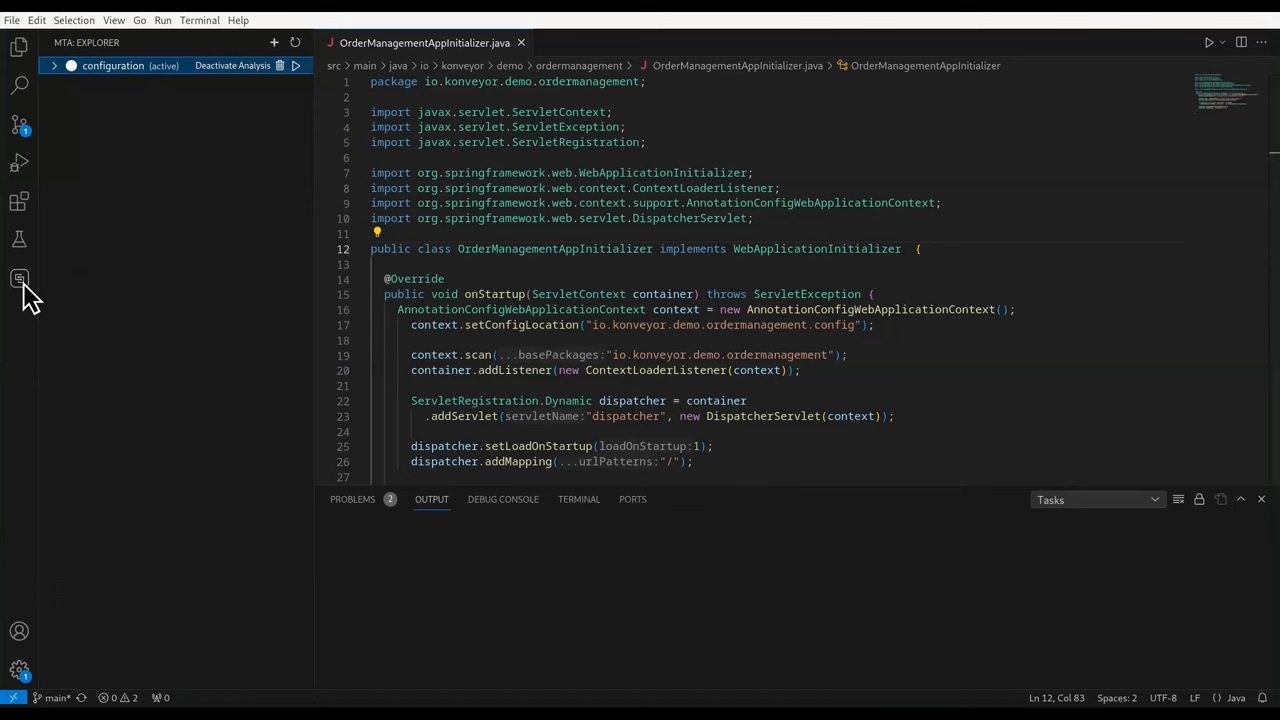 File Edit Selection View Go Run Terminal Help
MTA: EXPLORER
configuration (active) Deactivate Analysis
OrderManagementAppInitializer.java
src > main > java > io > konveyor > demo > ordermanagement > OrderManagementAppInitializer.java > OrderManagementAppInitializer
1 package io.konveyor.demo.ordermanagement;
2
3 import javax.servlet.ServletContext;
4 import javax.servlet.ServletException;
5 import javax.servlet.ServletRegistration;
6
7 import org.springframework.web.WebApplicationInitializer;
8 import org.springframework.web.context.ContextLoaderListener;
9 import org.springframework.web.context.support.AnnotationConfigWebApplicationContext;
10 import org.springframework.web.servlet.DispatcherServlet;
11
12 public class OrderManagementAppInitializer implements WebApplicationInitializer {
13
14 @Override
15 public void onStartup(ServletContext container) throws ServletException {
16 AnnotationConfigWebApplicationContext context = new AnnotationConfigWebApplicationContext();
17 context.setConfigLocation("io.konveyor.demo.ordermanagement.config");
18
19 context.scan(...basePackages:"io.konveyor.demo.ordermanagement");
20 container.addListener(new ContextLoaderListener(context));
21
22 ServletRegistration.Dynamic dispatcher = container
23 .addServlet(servletName:"dispatcher", new DispatcherServlet(context));
24
25 dispatcher.setLoadOnStartup(loadOnStartup:1);
26 dispatcher.addMapping(...urlPatterns:"/");
27
PROBLEMS 2 OUTPUT DEBUG CONSOLE TERMINAL PORTS Tasks
1
1
main* 0 2 0 Ln 12, Col 83 Spaces: 2 UTF-8 LF {} Java